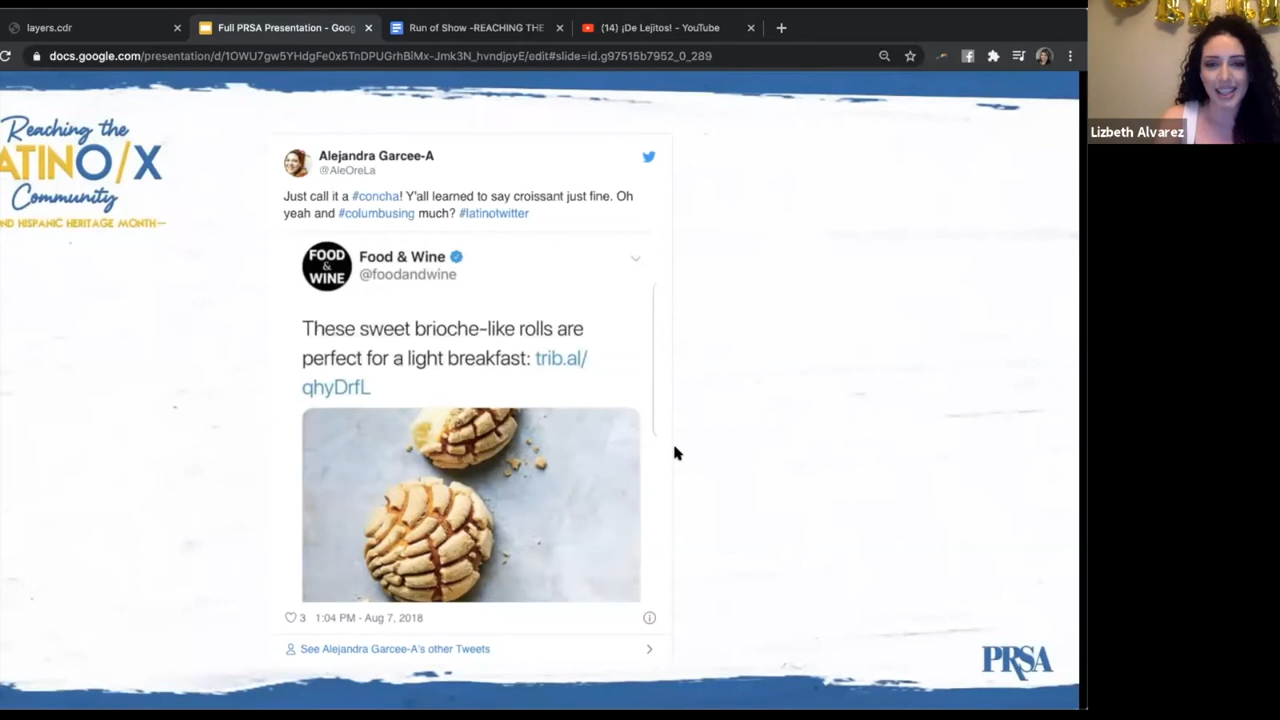 layers.cdr
Full PRSA Presentation - Goog
Run of Show -REACHING THE
(14) ¡De Lejitos! - YouTube
docs.google.com/presentation/d/1OWU7gw5YHdgFe0x5TnDPUGrhBiMx-Jmk3N_hvndjpyE/edit#slide=id.g97615b7952_0_289
Lizbeth Alvarez
Reaching the
ATINO/X
Community
ND HISPANIC HERITAGE MONTH—
Alejandra Garcee-A
@AleOreLa
Just call it a #concha! Y'all learned to say croissant just fine. Oh
yeah and #columbusing much? #latinotwitter
FOOD
&
WINE
Food & Wine
@foodandwine
These sweet brioche-like rolls are
perfect for a light breakfast: trib.al/
qhyDrfL
3 1:04 PM - Aug 7, 2018
See Alejandra Garcee-A's other Tweets
PRSA